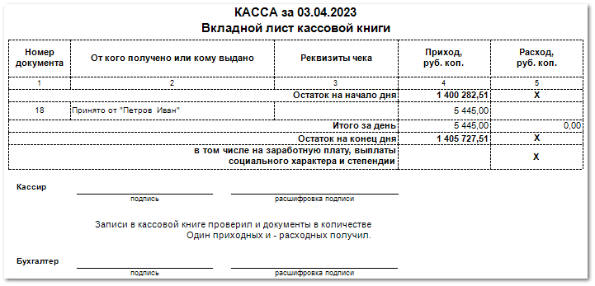 КАССА за 03.04.2023
Вкладной лист кассовой книги
Номер документа От кого получено или кому выдано Реквизиты чека Приход, руб. коп. Расход, руб. коп.
1 2 3 4 5
Остаток на начало дня 1 400 282,51 X
18 Принято от "Петров Иван" 5 445,00
Итого за день 5 445,00 0,00
Остаток на конец дня 1 405 727,51 X
в том числе на заработную плату, выплаты
социального характера и стипендии X
Кассир
подпись расшифровка подписи
Записи в кассовой книге проверил и документы в количестве
Один приходных и - расходных получил.
Бухгалтер
подпись расшифровка подписи